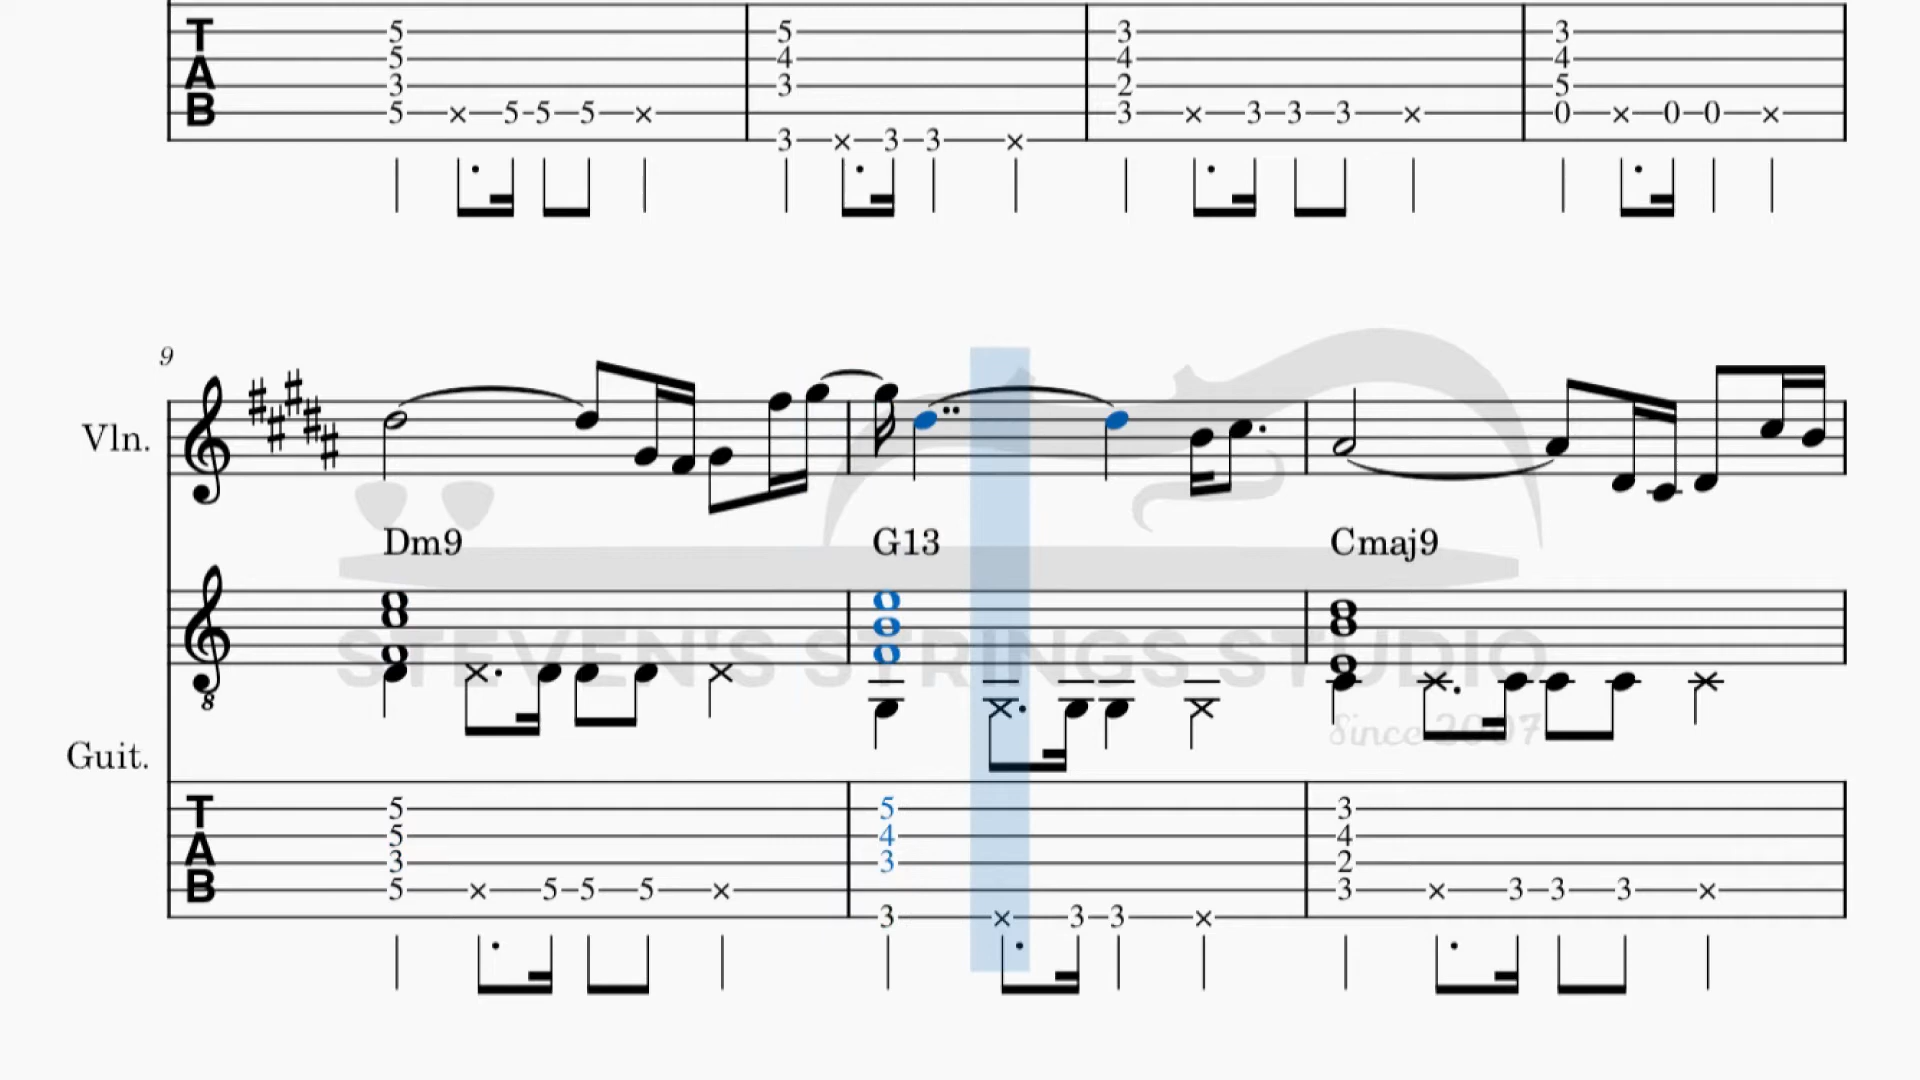 5 5 3
T 5 4 4 4
A 3 3 2 5
B 5 × 5 5 5 × 3 × 3 3 3 × 0 × 0 0 ×
3 × 3 3 ×
9
Vln.
Dm9 G13 Cmaj9
STEVEN'S STRINGS STUDIO
8
Since 2007
Guit.
T 5 5 3
A 5 4 4
3 3 2
B 5 × 5 5 5 × 3 × 3 3 3 ×
3 × 3 3 ×